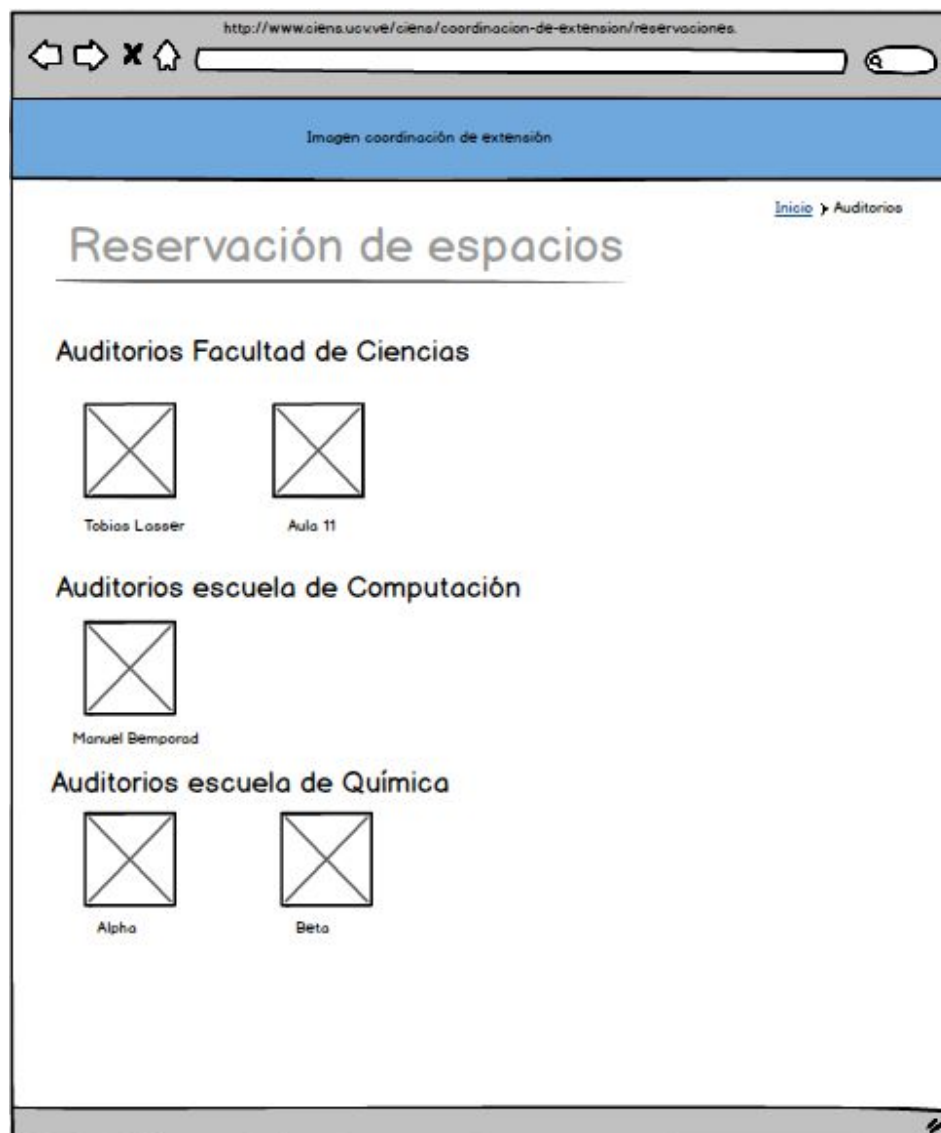 http://www.ciens.ucv.ve/ciens/coordinacion-de-extension/reservaciones.
Imagen coordinación de extensión
Inicio > Auditorios
Reservación de espacios
Auditorios Facultad de Ciencias
Tobias Lasser
Aula 11
Auditorios escuela de Computación
Manuel Bemporad
Auditorios escuela de Química
Alpha
Beta